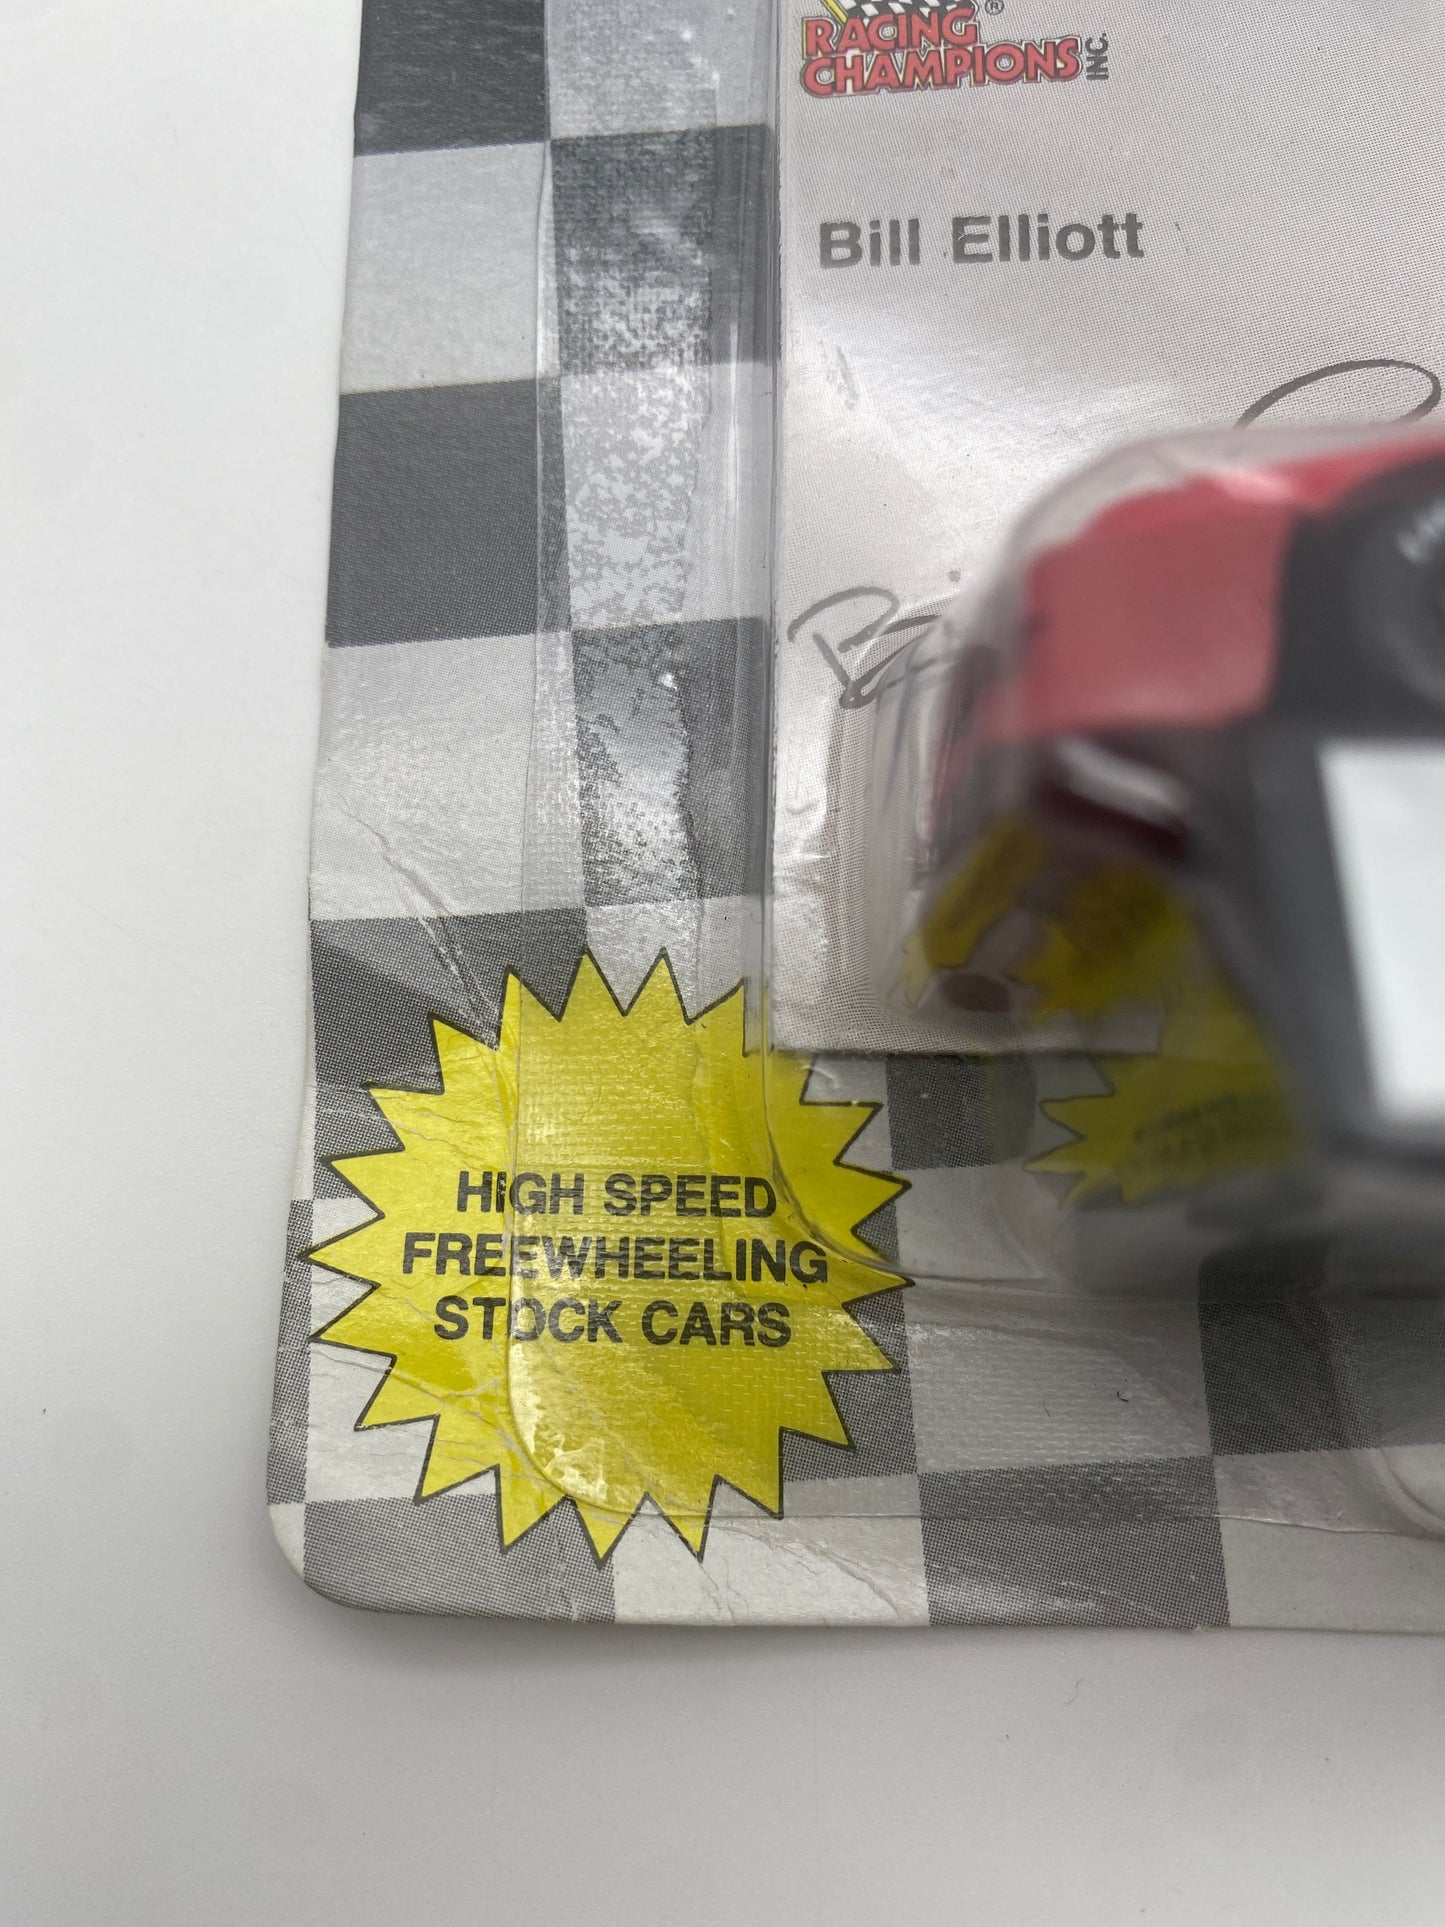 RACING ®
CHAMPIONS INC.
Bill Elliott
HIGH SPEED
FREEWHEELING
STOCK CARS